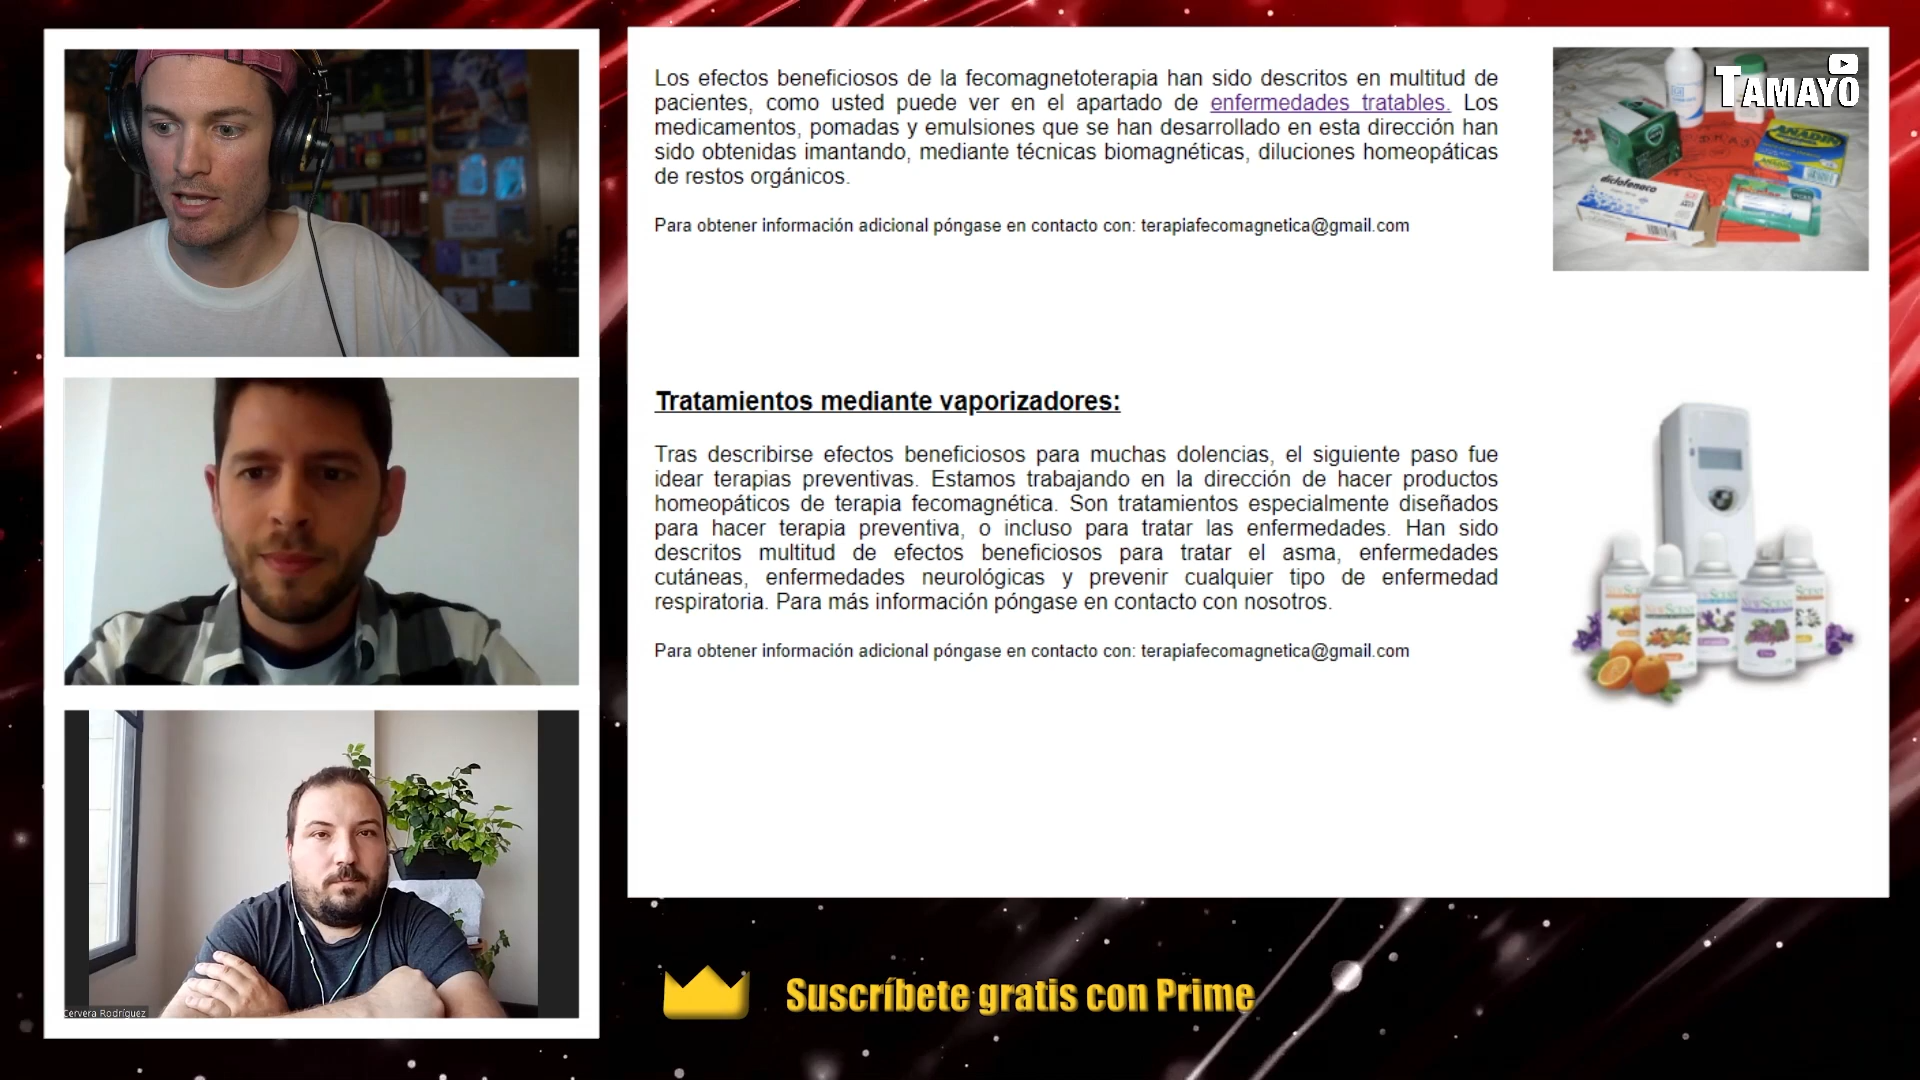 Los efectos beneficiosos de la fecomagnetoterapia han sido descritos en multitud de
pacientes, como usted puede ver en el apartado de enfermedades tratables. Los
medicamentos, pomadas y emulsiones que se han desarrollado en esta dirección han
sido obtenidas imantando, mediante técnicas biomagnéticas, diluciones homeopáticas
de restos orgánicos.
Para obtener información adicional póngase en contacto con: terapiafecomagnetica@gmail.com
TAMAYO
ANADIN
diclofenaco
Tratamientos mediante vaporizadores:
Tras describirse efectos beneficiosos para muchas dolencias, el siguiente paso fue
idear terapias preventivas. Estamos trabajando en la dirección de hacer productos
homeopáticos de terapia fecomagnética. Son tratamientos especialmente diseñados
para hacer terapia preventiva, o incluso para tratar las enfermedades. Han sido
descritos multitud de efectos beneficiosos para tratar el asma, enfermedades
cutáneas, enfermedades neurológicas y prevenir cualquier tipo de enfermedad
respiratoria. Para más información póngase en contacto con nosotros.
Para obtener información adicional póngase en contacto con: terapiafecomagnetica@gmail.com
Cervera Rodríguez
Suscríbete gratis con Prime